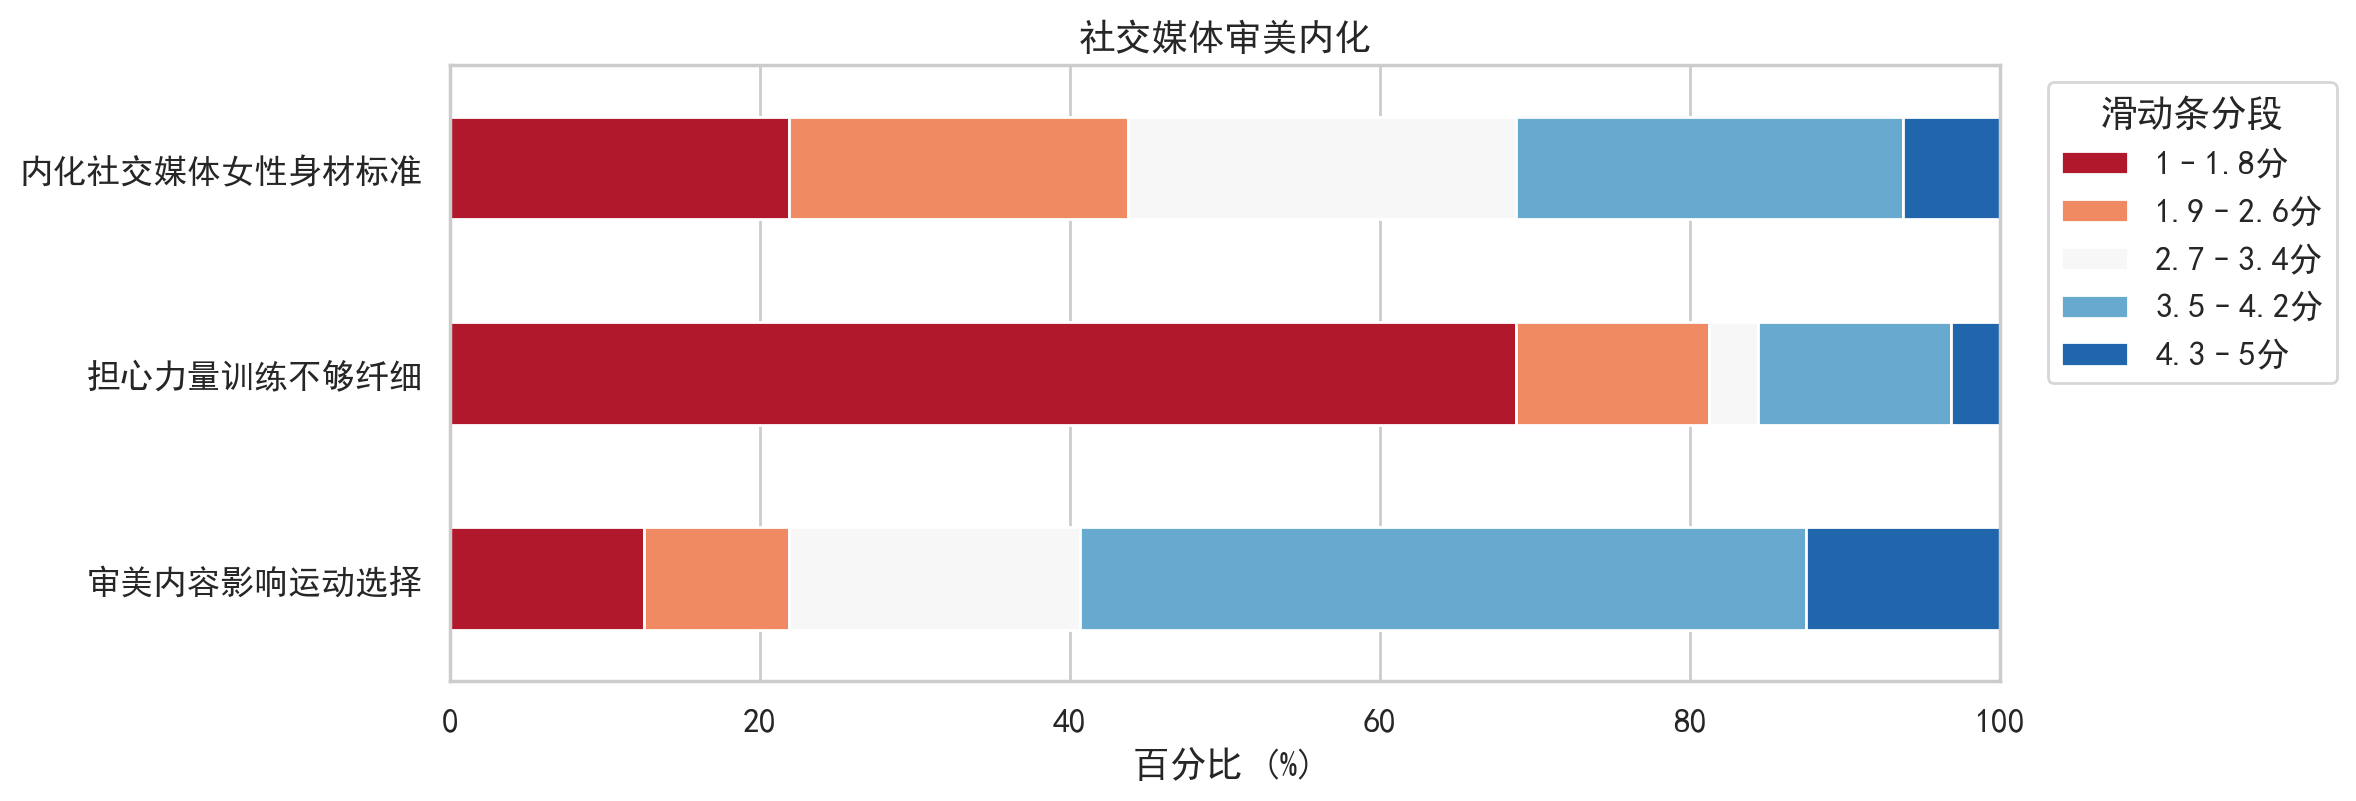 社交媒体审美内化
内化社交媒体女性身材标准
担心力量训练不够纤细
审美内容影响运动选择
0 20 40 60 80 100
百分比 (%)
滑动条分段
1-1.8分
1.9-2.6分
2.7-3.4分
3.5-4.2分
4.3-5分